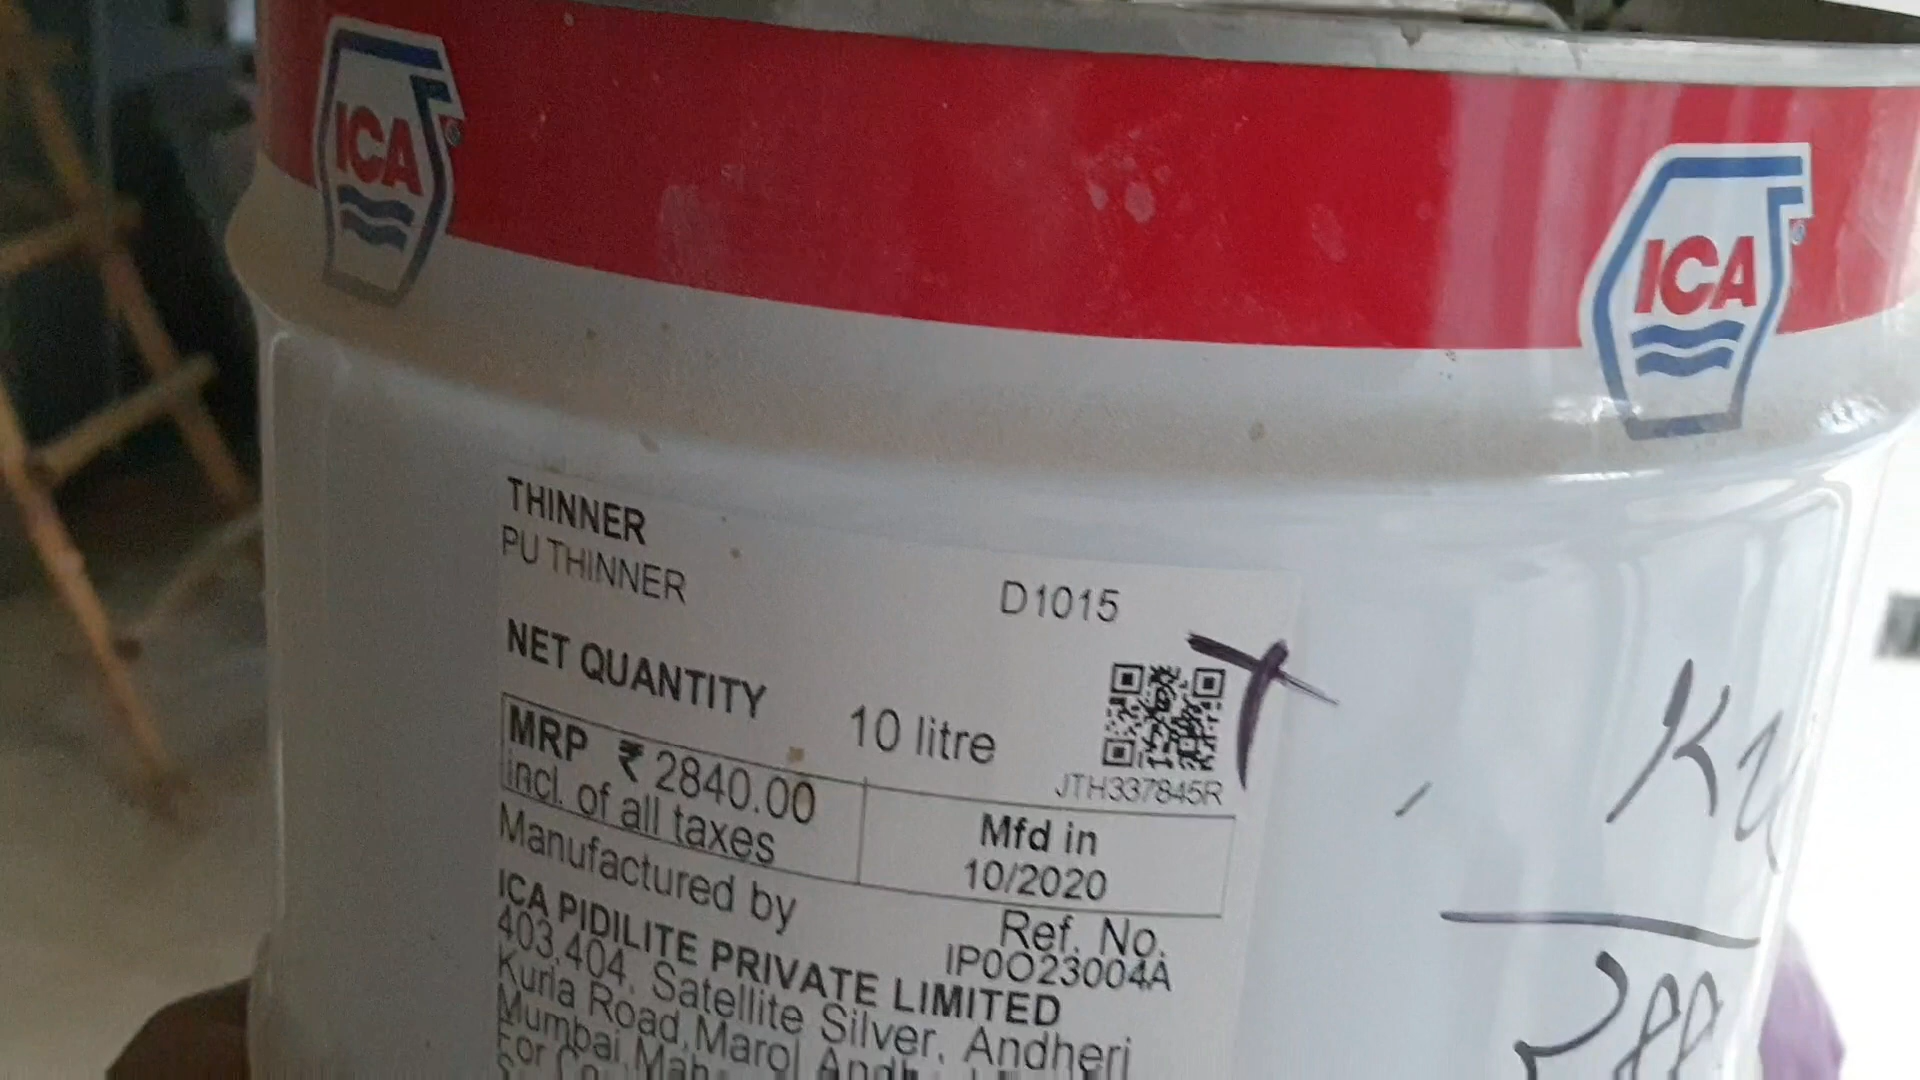 ICA
ICA
THINNER
PU THINNER
D1015
NET QUANTITY
10 litre
JTH337845R
MRP ₹ 2840.00
incl. of all taxes
Mfd in
10/2020
Manufactured by
Ref. No.
IP0O23004A
ICA PIDILITE PRIVATE LIMITED
403,404, Satellite Silver, Andheri
Kurla Road, Marol
Mumbai,
For